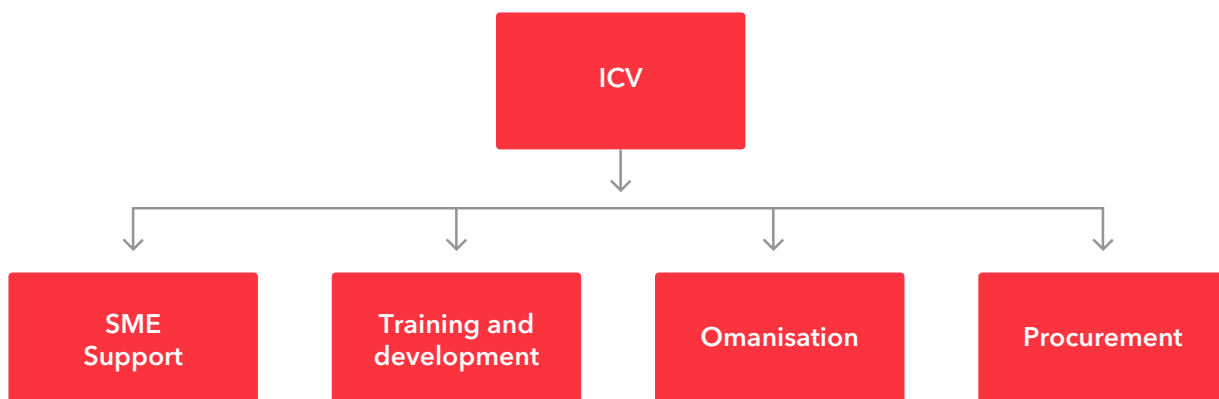 ICV
SME
Support
Training and
development
Omanisation
Procurement